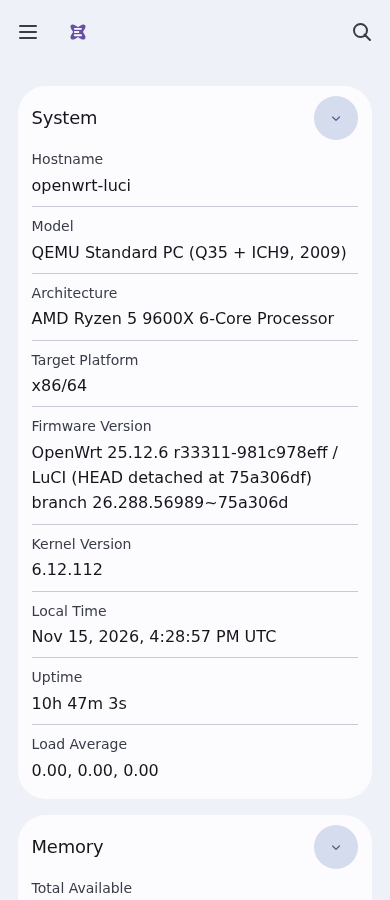 System
Hostname
openwrt-luci
Model
QEMU Standard PC (Q35 + ICH9, 2009)
Architecture
AMD Ryzen 5 9600X 6-Core Processor
Target Platform
x86/64
Firmware Version
OpenWrt 25.12.6 r33311-981c978eff /
LuCI (HEAD detached at 75a306df)
branch 26.288.56989~75a306d
Kernel Version
6.12.112
Local Time
Nov 15, 2026, 4:28:57 PM UTC
Uptime
10h 47m 3s
Load Average
0.00, 0.00, 0.00
Memory
Total Available